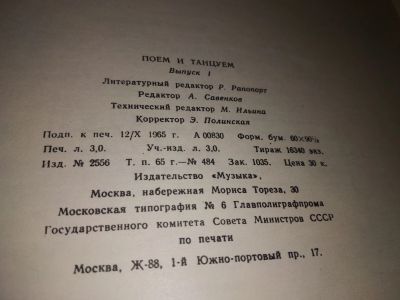 ПОЕМ И ТАНЦУЕМ
Выпуск 1
Литературный редактор Р. Рапопорт
Редактор А. Савенков
Технический редактор М. Ильина
Корректор Э. Полинская
Подп. к печ. 12/X 1965 г. А 00830 Форм. бум. 60×90¹/₁₆
Печ. л. 3,0. Уч.-изд. л. 3,0. Тираж 16340 экз.
Изд. № 2556 Т. п. 65 г.—№ 484 Зак. 1035. Цена 30 к.
Издательство «Музыка»,
Москва, набережная Мориса Тореза, 30
Московская типография № 6 Главполиграфпрома
Государственного комитета Совета Министров СССР
по печати
Москва, Ж-88, 1-й Южно-портовый пр., 17.